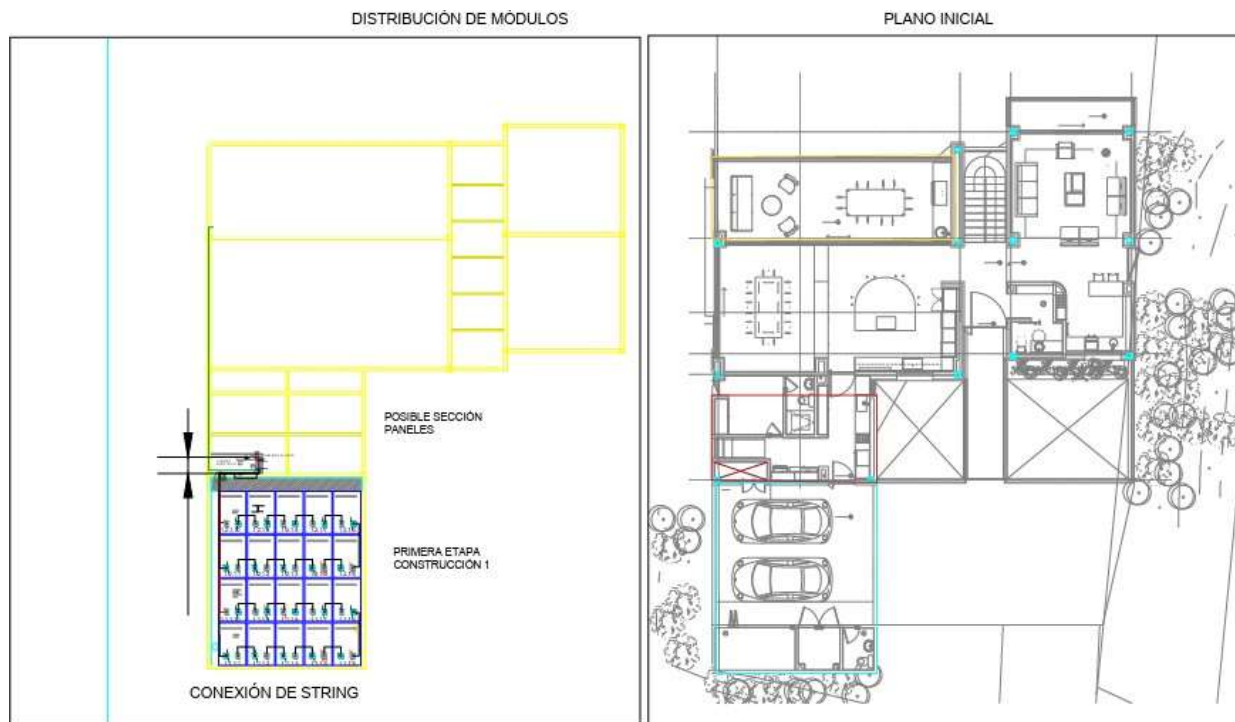 DISTRIBUCIÓN DE MÓDULOS
PLANO INICIAL
POSIBLE SECCIÓN
PANELES
PRIMERA ETAPA
CONSTRUCCIÓN 1
CONEXIÓN DE STRING